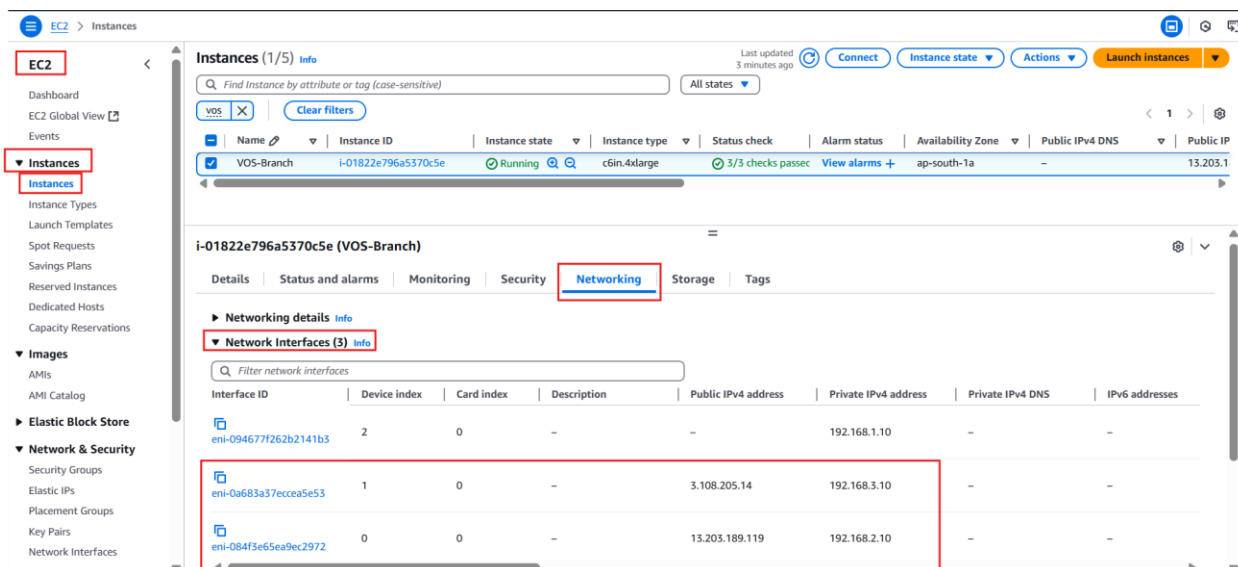 EC2 > Instances
EC2
Dashboard
EC2 Global View
Events
Instances
Instances
Instance Types
Launch Templates
Spot Requests
Savings Plans
Reserved Instances
Dedicated Hosts
Capacity Reservations
Images
AMIs
AMI Catalog
Elastic Block Store
Network & Security
Security Groups
Elastic IPs
Placement Groups
Key Pairs
Network Interfaces
Instances (1/5) Info
Last updated
3 minutes ago
Connect Instance state Actions Launch instances
Find Instance by attribute or tag (case-sensitive) All states
vos Clear filters
1
Name Instance ID Instance state Instance type Status check Alarm status Availability Zone Public IPv4 DNS Public IP
VOS-Branch i-01822e796a5370c5e Running c6in.4xlarge 3/3 checks passec View alarms + ap-south-1a – 13.203.1
i-01822e796a5370c5e (VOS-Branch)
Details Status and alarms Monitoring Security Networking Storage Tags
Networking details Info
Network Interfaces (3) Info
Filter network interfaces
Interface ID Device index Card index Description Public IPv4 address Private IPv4 address Private IPv4 DNS IPv6 addresses
eni-094677f262b2141b3 2 0 – – 192.168.1.10 – –
eni-0a683a37eccea5e53 1 0 – 3.108.205.14 192.168.3.10 – –
eni-084f3e65ea9ec2972 0 0 – 13.203.189.119 192.168.2.10 – –